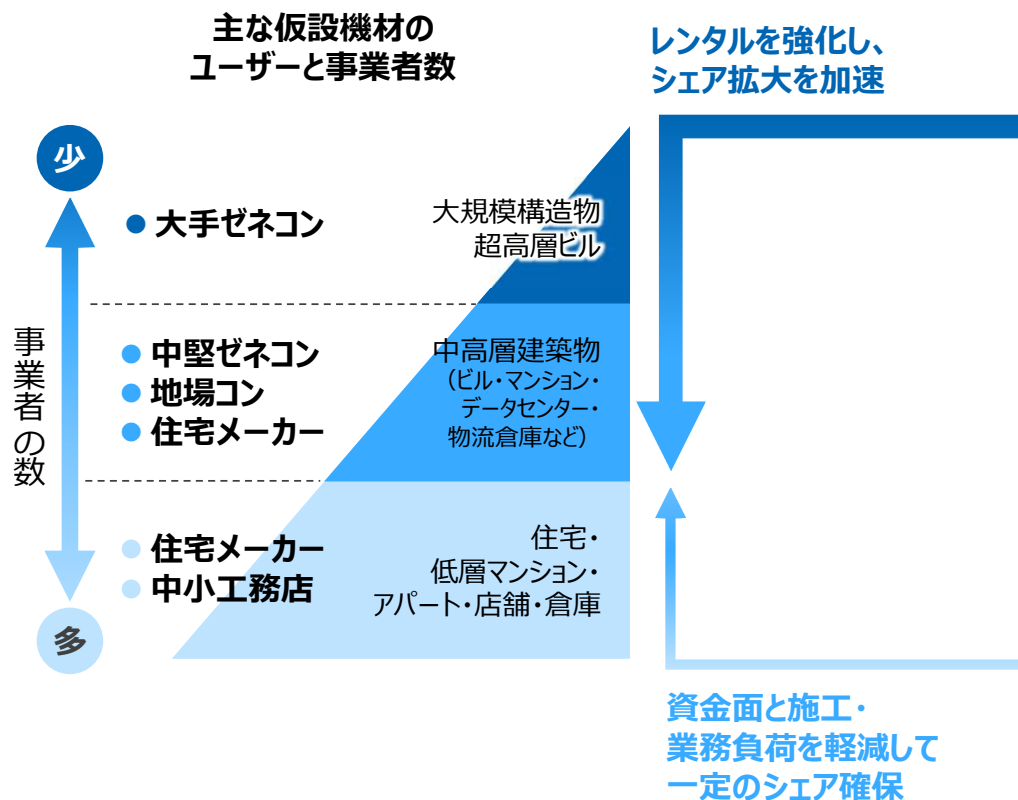 主な仮設機材の
ユーザーと事業者数
レンタルを強化し、
シェア拡大を加速
少
事業者の数
多
●大手ゼネコン
大規模構造物
超高層ビル
●中堅ゼネコン
●地場コン
●住宅メーカー
中高層建築物
(ビル・マンション・
データセンター・
物流倉庫など)
●住宅メーカー
●中小工務店
住宅・
低層マンション・
アパート・店舗・倉庫
資金面と施工・
業務負荷を軽減して
一定のシェア確保